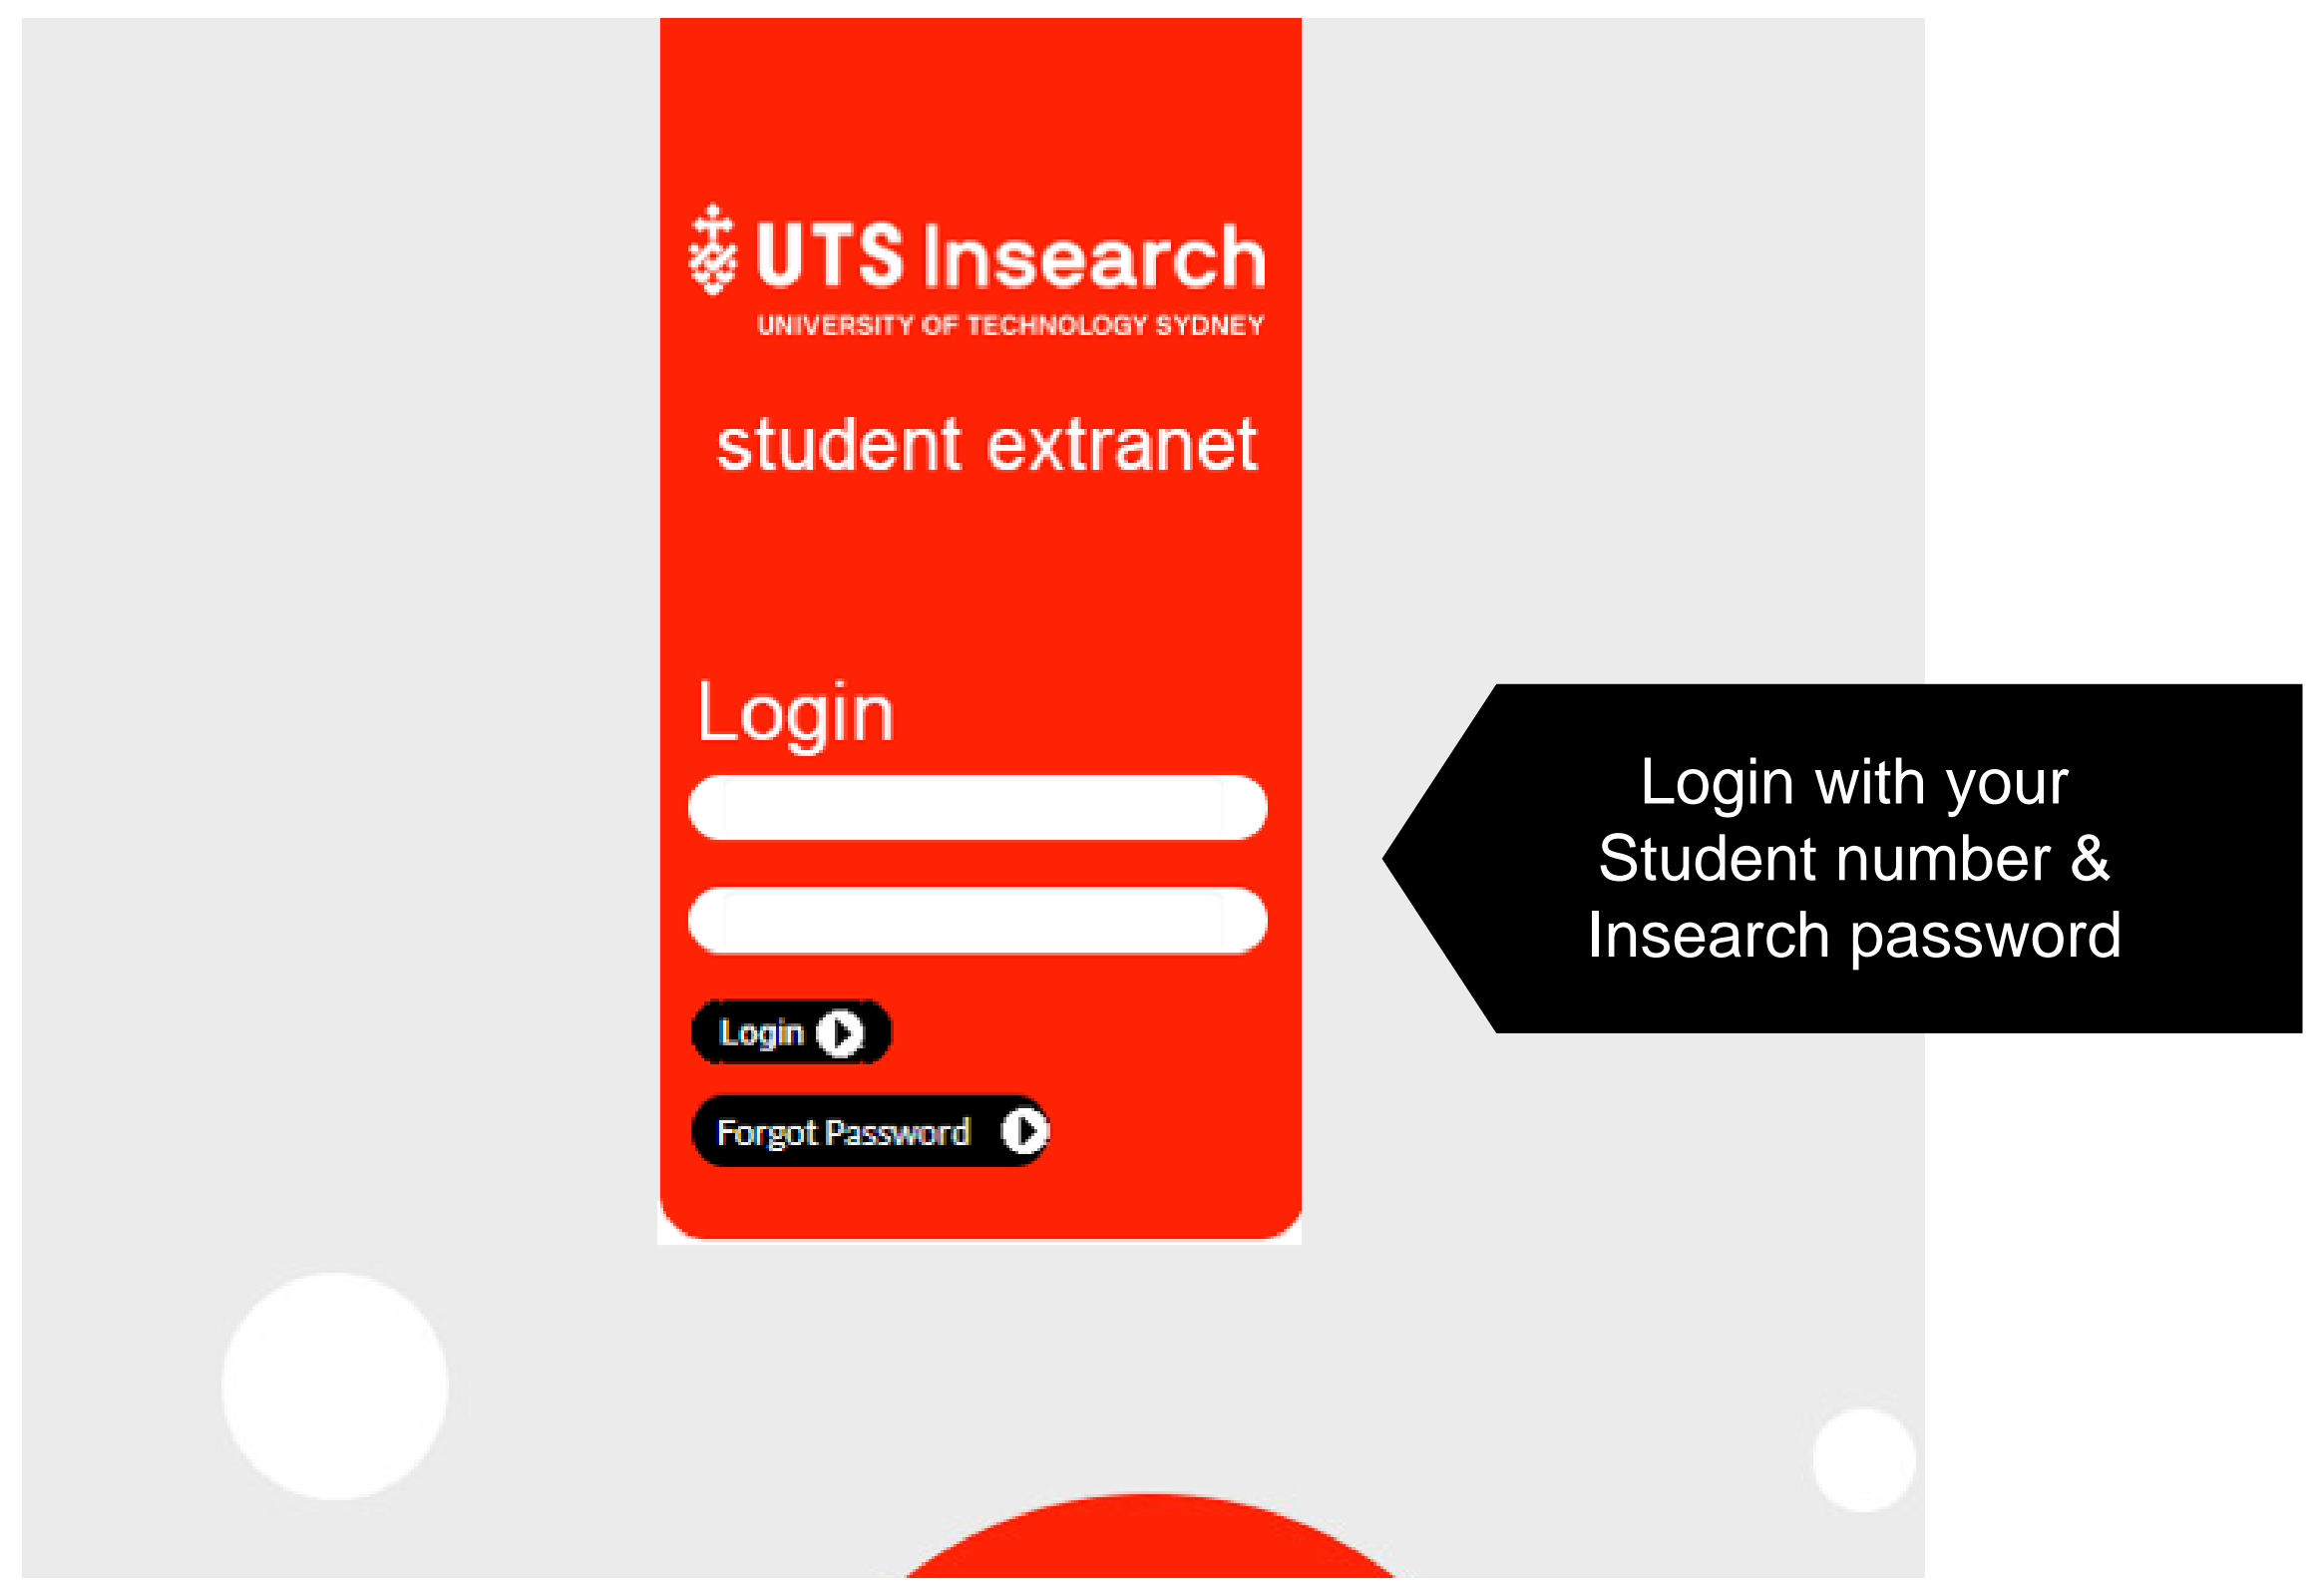 UTS Insearch
UNIVERSITY OF TECHNOLOGY SYDNEY
student extranet
Login
Login
Forgot Password
Login with your
Student number &
Insearch password